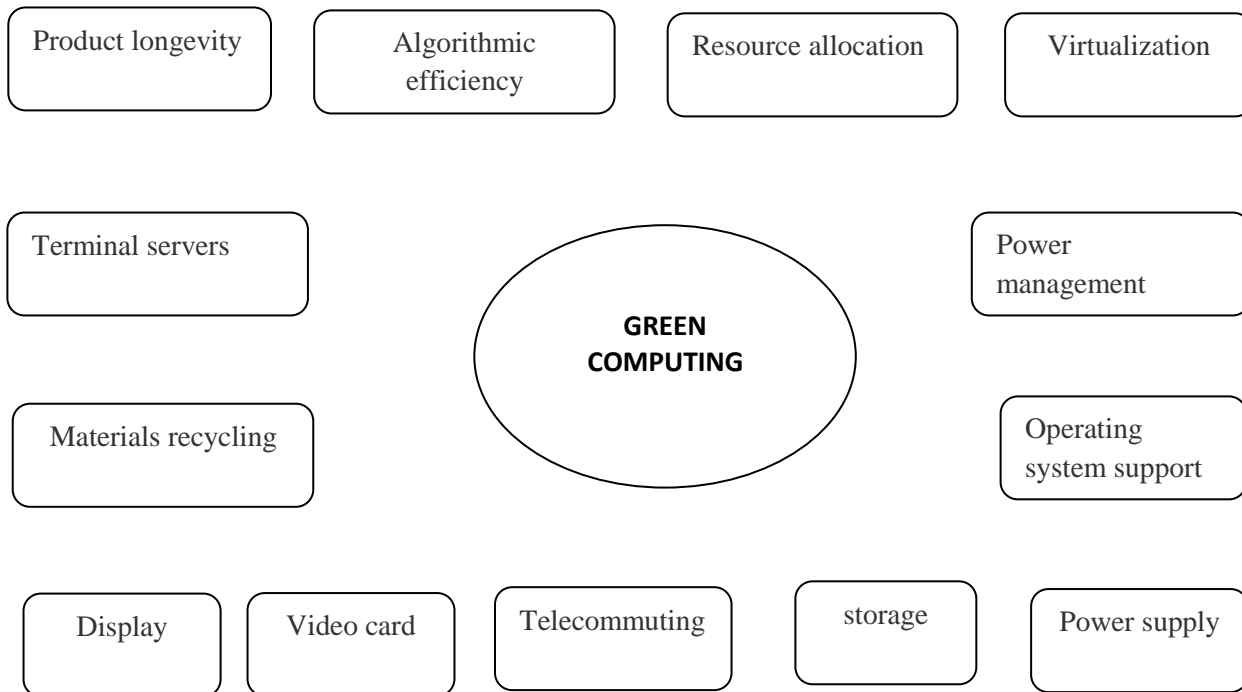 Product longevity
Algorithmic
efficiency
Resource allocation
Virtualization
Terminal servers
GREEN
COMPUTING
Power
management
Materials recycling
Operating
system support
Display
Video card
Telecommuting
storage
Power supply